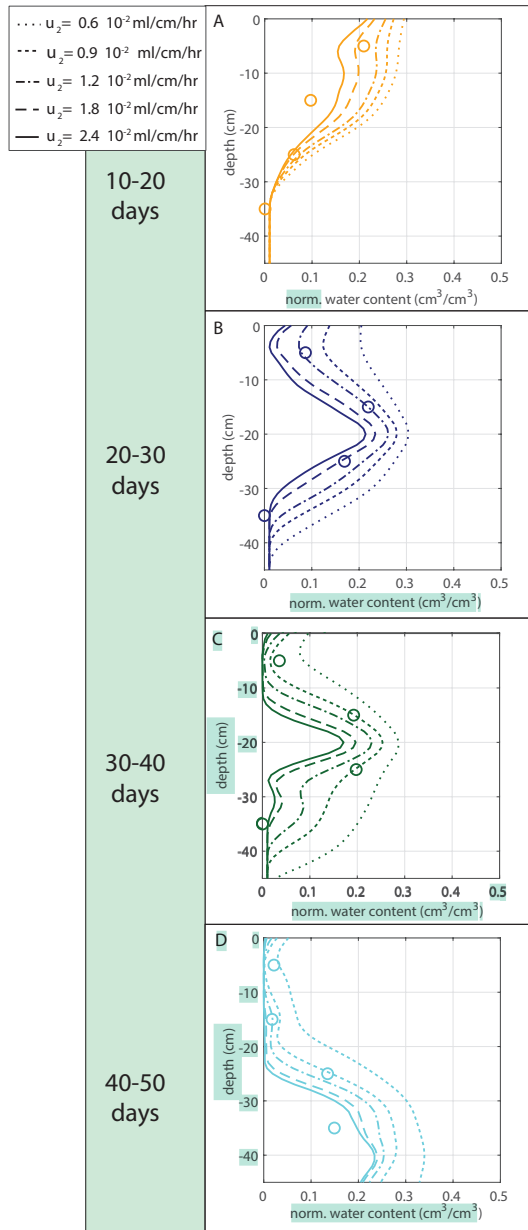 u₂= 0.6 10⁻² ml/cm/hr
u₂= 0.9 10⁻² ml/cm/hr
u₂= 1.2 10⁻² ml/cm/hr
u₂= 1.8 10⁻² ml/cm/hr
u₂= 2.4 10⁻² ml/cm/hr
10-20
days
A
0
-10
-20
-30
-40
depth (cm)
0 0.1 0.2 0.3 0.4 0.5
norm. water content (cm³/cm³)
20-30
days
B
0
-10
-20
-30
-40
depth (cm)
0 0.1 0.2 0.3 0.4 0.5
norm. water content (cm³/cm³)
30-40
days
C
0
-10
-20
-30
-40
depth (cm)
0 0.1 0.2 0.3 0.4 0.5
norm. water content (cm³/cm³)
40-50
days
D
0
-10
-20
-30
-40
depth (cm)
0 0.1 0.2 0.3 0.4 0.5
norm. water content (cm³/cm³)